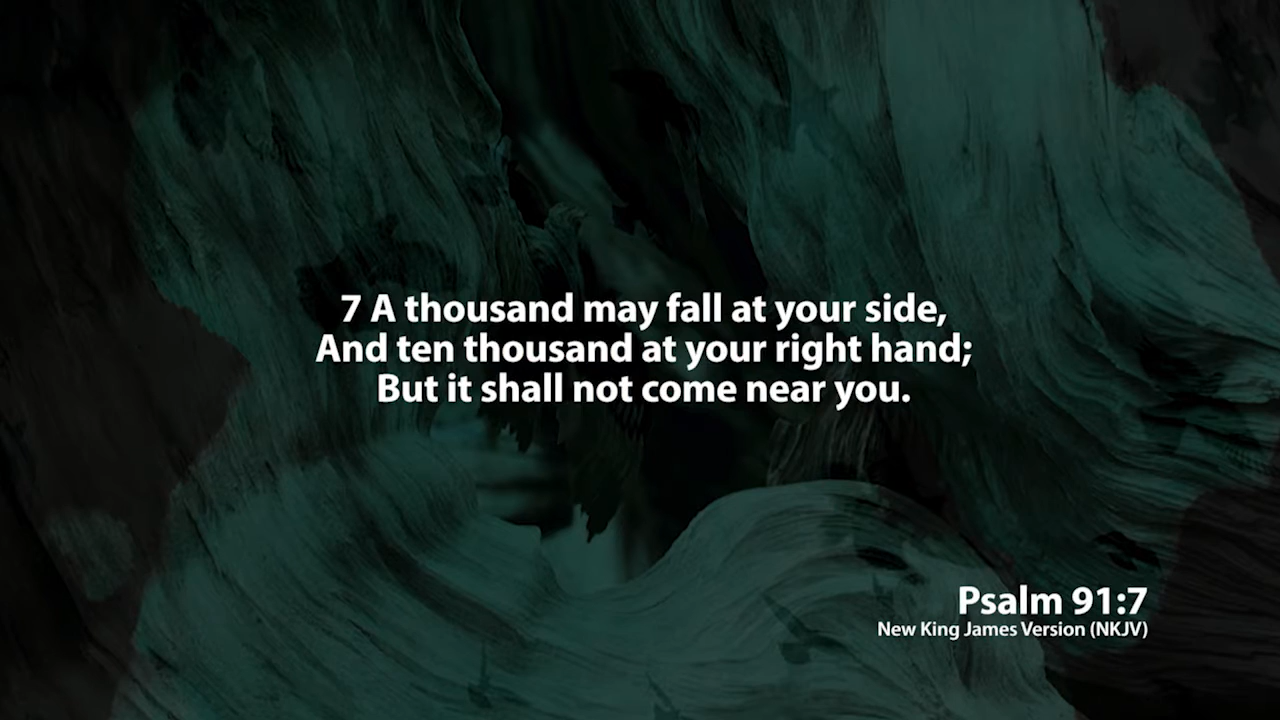 7 A thousand may fall at your side,
And ten thousand at your right hand;
But it shall not come near you.
Psalm 91:7
New King James Version (NKJV)